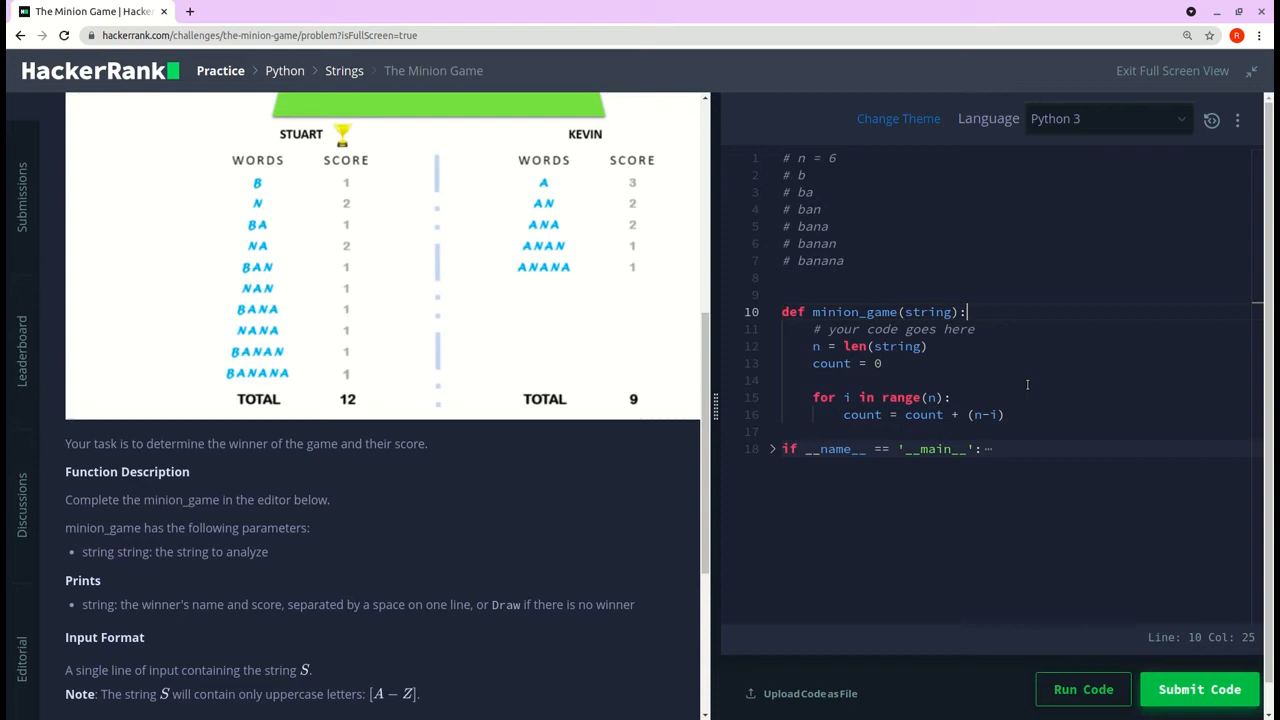 The Minion Game | Hacke
hackerrank.com/challenges/the-minion-game/problem?isFullScreen=true
R
HackerRank
Practice > Python > Strings > The Minion Game
Exit Full Screen View
Submissions
Leaderboard
Discussions
Editorial
STUART KEVIN
WORDS SCORE WORDS SCORE
B 1 A 3
N 2 AN 2
BA 1 ANA 2
NA 2 ANAN 1
BAN 1 ANANA 1
NAN 1
BANA 1
NANA 1
BANAN 1
BANANA 1
TOTAL 12 TOTAL 9
Your task is to determine the winner of the game and their score.
Function Description
Complete the minion_game in the editor below.
minion_game has the following parameters:
• string string: the string to analyze
Prints
• string: the winner's name and score, separated by a space on one line, or Draw if there is no winner
Input Format
A single line of input containing the string S.
Note: The string S will contain only uppercase letters: [A − Z].
Change Theme Language Python 3
1 # n = 6
2 # b
3 # ba
4 # ban
5 # bana
6 # banan
7 # banana
8
9
10 def minion_game(string):
11 # your code goes here
12 n = len(string)
13 count = 0
14
15 for i in range(n):
16 count = count + (n-i)
17
18 > if __name__ == '__main__':
Line: 10 Col: 25
Upload Code as File
Run Code
Submit Code